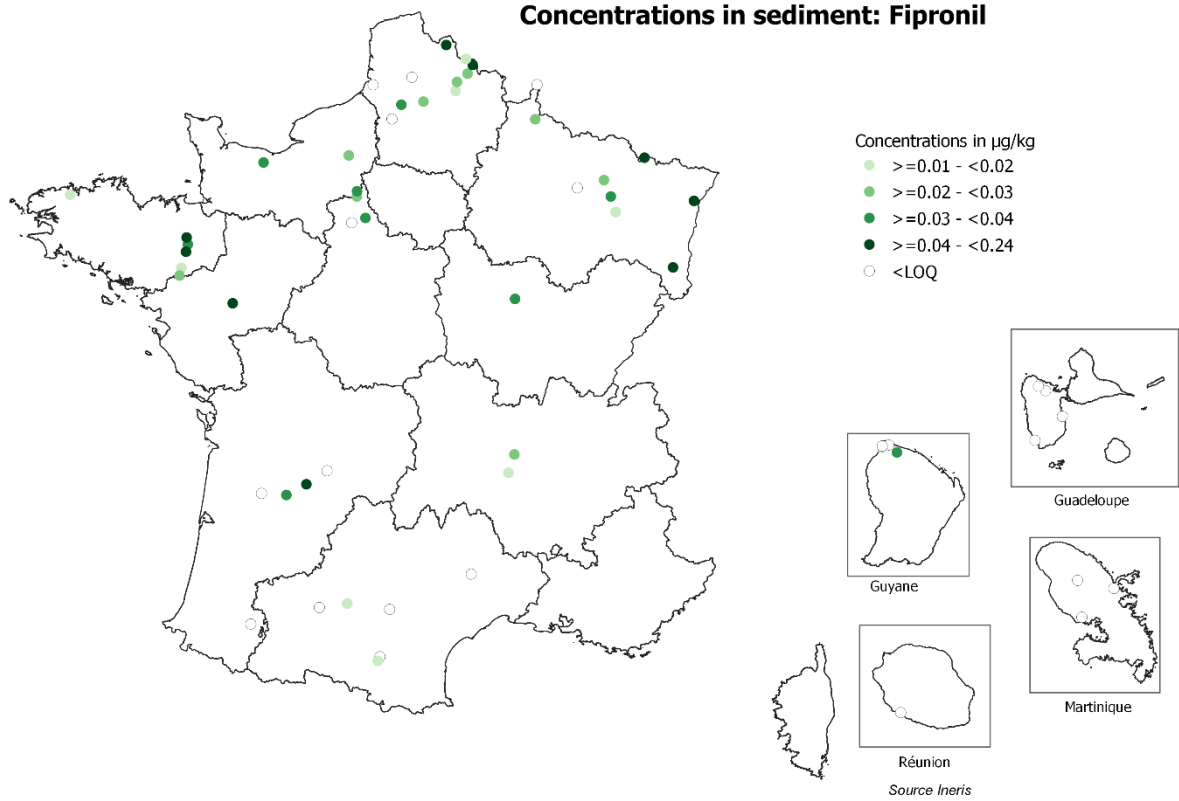 Concentrations in sediment: Fipronil
Concentrations in µg/kg
>=0.01 - <0.02
>=0.02 - <0.03
>=0.03 - <0.04
>=0.04 - <0.24
<LOQ
Guadeloupe
Guyane
Martinique
Réunion
Source Ineris